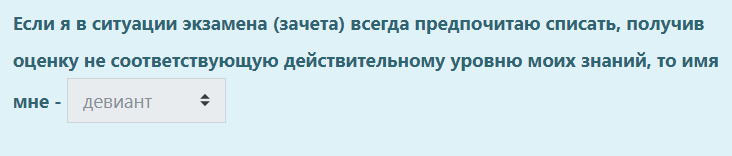 Если я в ситуации экзамена (зачета) всегда предпочитаю списать, получив
оценку не соответствующую действительному уровню моих знаний, то имя
мне - девиант